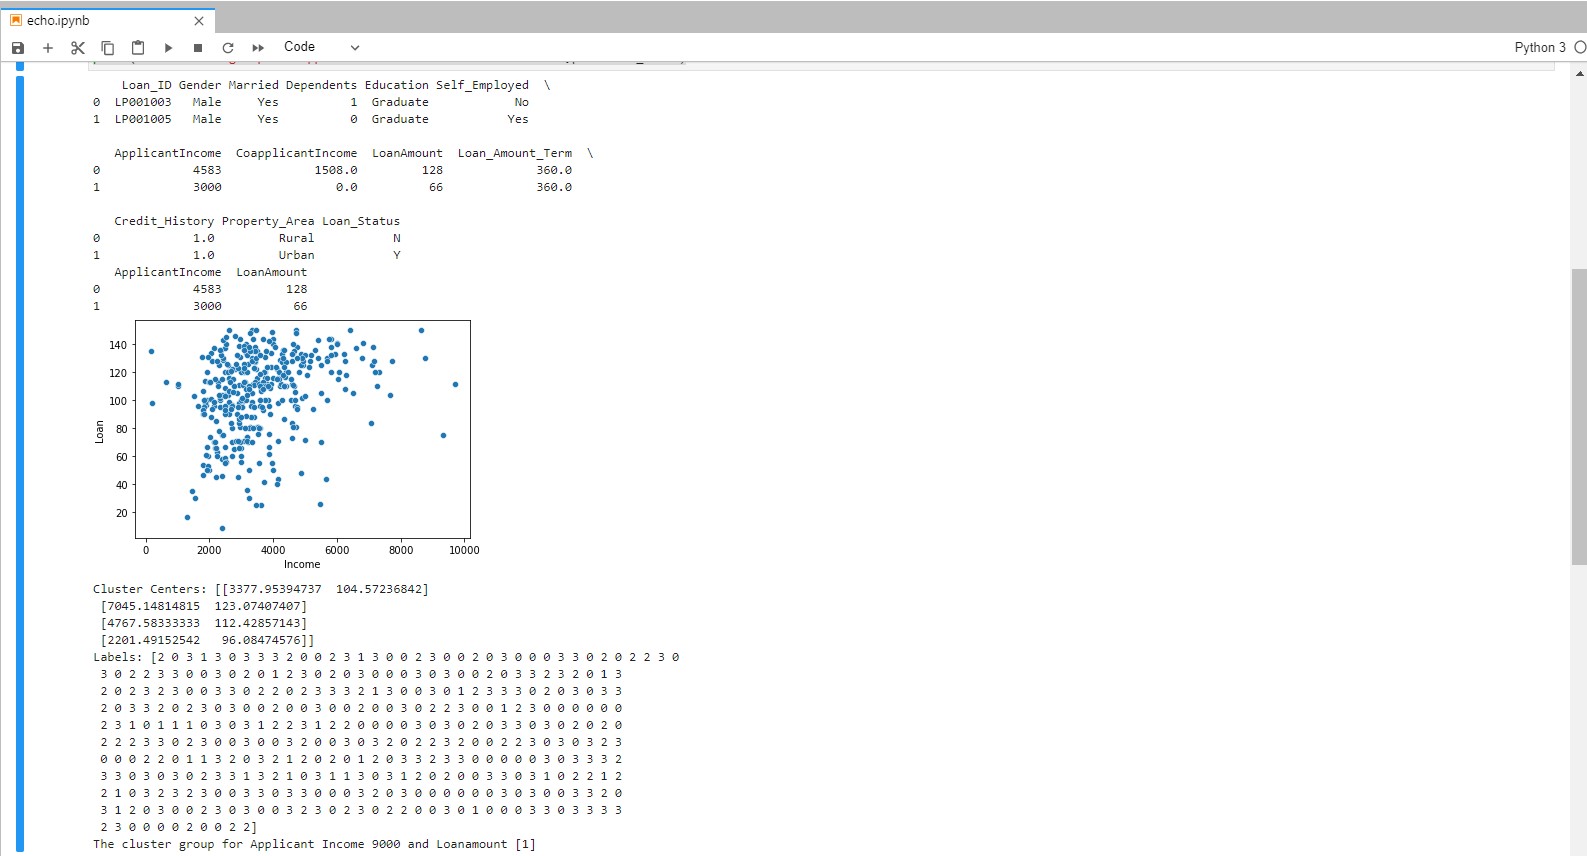 echo.ipynb
Code
Python 3
Loan_ID Gender Married Dependents Education Self_Employed \
0 LP001003 Male Yes 1 Graduate No
1 LP001005 Male Yes 0 Graduate Yes
ApplicantIncome CoapplicantIncome LoanAmount Loan_Amount_Term \
0 4583 1508.0 128 360.0
1 3000 0.0 66 360.0
Credit_History Property_Area Loan_Status
0 1.0 Rural N
1 1.0 Urban Y
ApplicantIncome LoanAmount
0 4583 128
1 3000 66
140
120
100
80
60
40
20
Loan
0 2000 4000 6000 8000 10000
Income
Cluster Centers: [[3377.95394737 104.57236842]
[7045.14814815 123.07407407]
[4767.58333333 112.42857143]
[2201.49152542 96.08474576]]
Labels: [2 0 3 1 3 0 3 3 3 2 0 0 2 3 1 3 0 0 2 3 0 0 2 0 3 0 0 0 3 3 0 2 0 2 2 3 0
3 0 2 2 3 3 0 0 3 0 2 0 1 2 3 0 2 0 3 0 0 0 3 0 3 0 0 2 0 3 3 2 3 2 0 1 3
2 0 2 3 2 3 0 0 3 3 0 2 2 0 2 3 3 3 2 1 3 0 0 3 0 1 2 3 3 3 0 2 0 3 0 3 3
2 0 3 3 2 0 2 3 0 3 0 0 2 0 0 3 0 0 2 0 0 3 0 2 2 3 0 0 1 2 3 0 0 0 0 0 0
2 3 1 0 1 1 1 0 3 0 3 1 2 2 3 1 2 2 0 0 0 0 3 0 3 0 2 0 3 3 0 3 0 2 0 2 0
2 2 2 3 3 0 2 3 0 0 3 0 0 3 2 0 0 3 0 3 2 0 2 2 3 2 0 0 2 2 3 0 3 0 3 2 3
0 0 0 2 2 0 1 1 3 2 0 3 2 1 2 0 2 0 1 2 0 3 3 2 3 3 0 0 0 0 0 3 0 3 3 3 2
3 3 0 3 0 3 0 2 3 3 1 3 2 1 0 3 1 1 3 0 3 1 2 0 2 0 0 3 3 0 3 1 0 2 2 1 2
2 1 0 3 2 3 2 3 0 0 3 3 0 3 3 0 0 0 3 2 0 3 0 0 0 0 0 0 3 0 3 0 0 3 3 2 0
3 1 2 0 3 0 0 2 3 0 3 0 0 3 2 3 0 2 3 0 2 2 0 0 3 0 1 0 0 0 3 3 0 3 3 3 3
2 3 0 0 0 0 2 0 0 2 2]
The cluster group for Applicant Income 9000 and Loanamount [1]